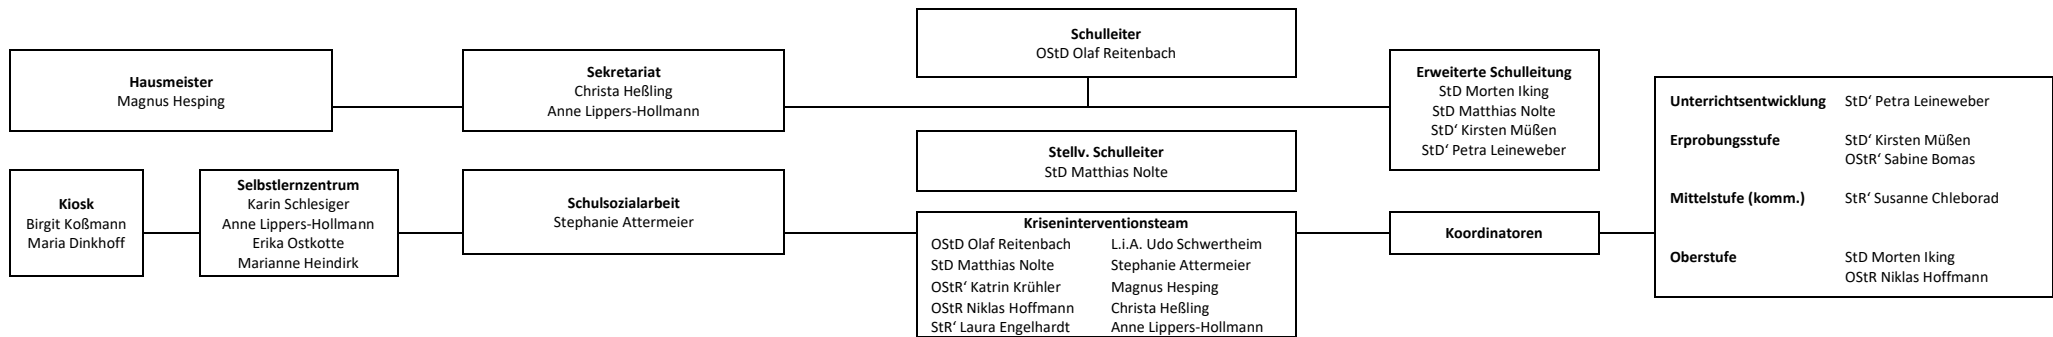 Schulleiter
OStD Olaf Reitenbach
Hausmeister
Magnus Hesping
Sekretariat
Christa Heßling
Anne Lippers-Hollmann
Erweiterte Schulleitung
StD Morten Iking
StD Matthias Nolte
StD‘ Kirsten Müßen
StD‘ Petra Leineweber
Stellv. Schulleiter
StD Matthias Nolte
Kiosk
Birgit Koßmann
Maria Dinkhoff
Selbstlernzentrum
Karin Schlesiger
Anne Lippers-Hollmann
Erika Ostkotte
Marianne Heindirk
Schulsozialarbeit
Stephanie Attermeier
Kriseninterventionsteam
OStD Olaf Reitenbach L.i.A. Udo Schwertheim
StD Matthias Nolte Stephanie Attermeier
OStR‘ Katrin Krühler Magnus Hesping
OStR Niklas Hoffmann Christa Heßling
StR‘ Laura Engelhardt Anne Lippers-Hollmann
Koordinatoren
Unterrichtsentwicklung StD‘ Petra Leineweber
Erprobungsstufe StD‘ Kirsten Müßen
OStR‘ Sabine Bomas
Mittelstufe (komm.) StR‘ Susanne Chleborad
Oberstufe StD Morten Iking
OStR Niklas Hoffmann